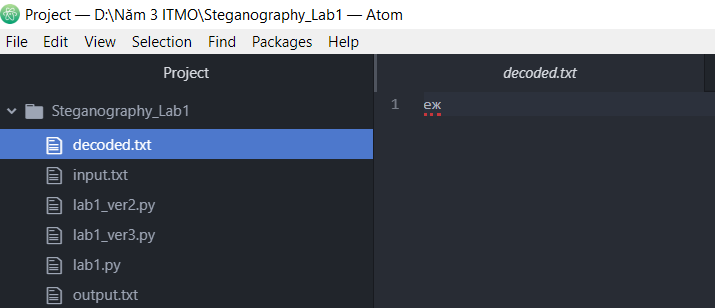 Project — D:\Năm 3 ITMO\Steganography_Lab1 — Atom
File Edit View Selection Find Packages Help
Project decoded.txt
Steganography_Lab1
1 еж
decoded.txt
input.txt
lab1_ver2.py
lab1_ver3.py
lab1.py
output.txt